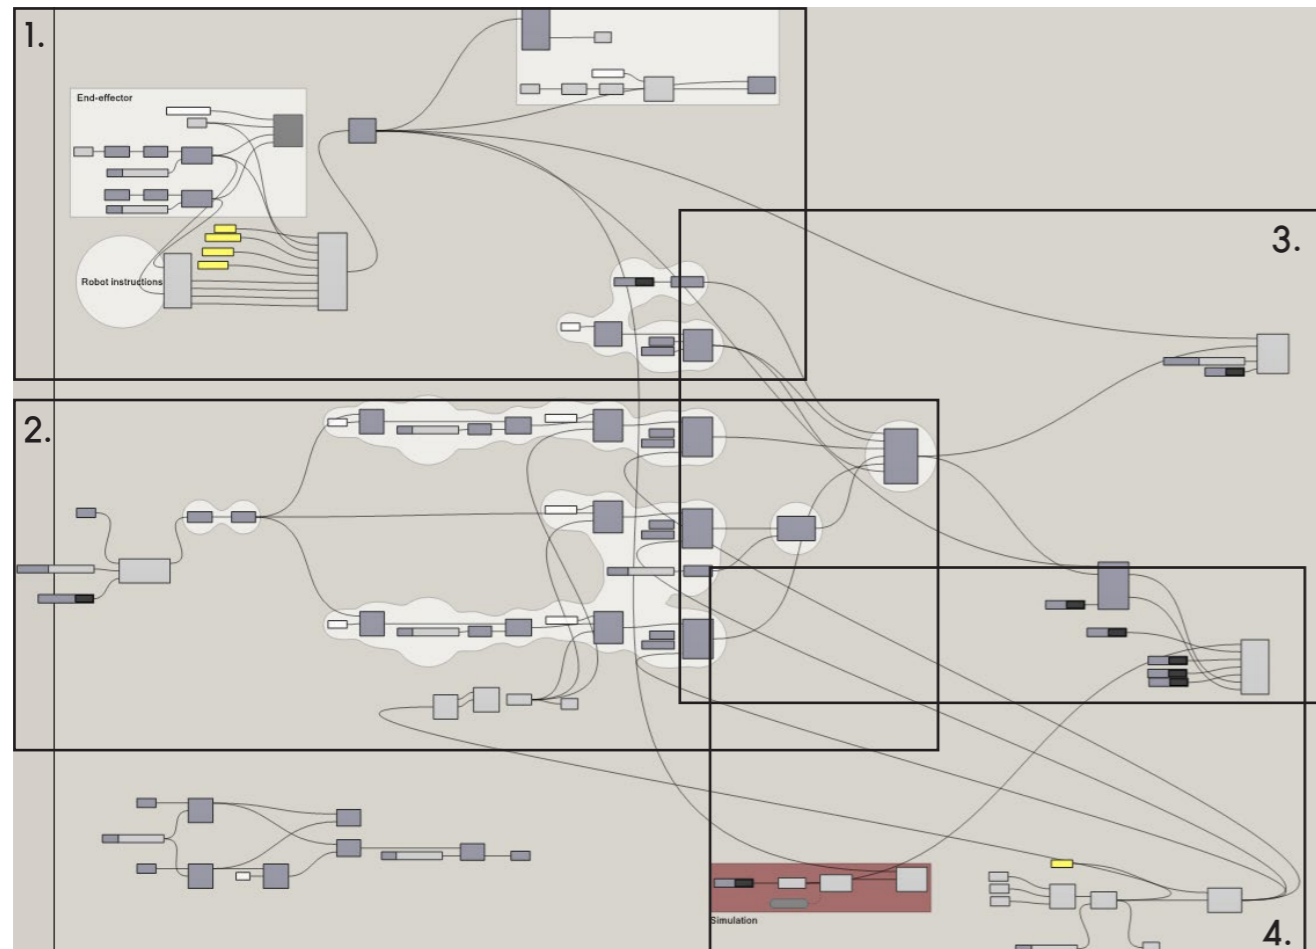 1.
End-effector
Robot instructions
3.
2.
Simulation
4.